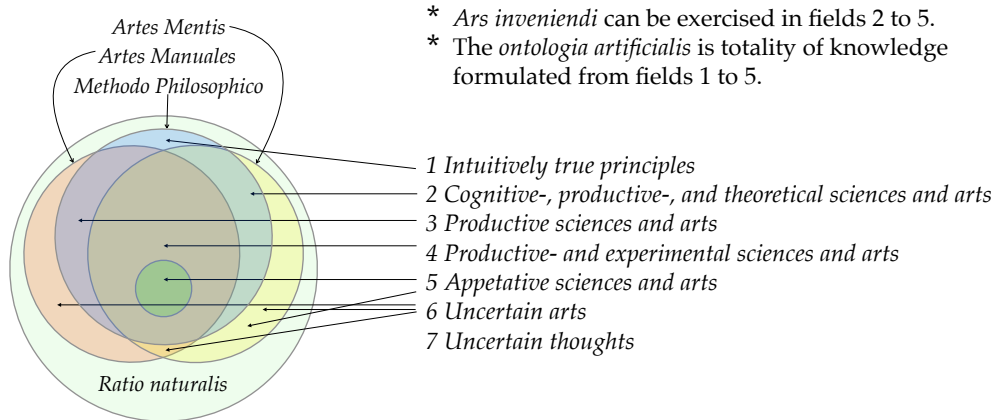 * Ars inveniendi can be exercised in fields 2 to 5.
* The ontologia artificialis is totality of knowledge
formulated from fields 1 to 5.
Artes Mentis
Artes Manuales
Methodo Philosophico
1 Intuitively true principles
2 Cognitive-, productive-, and theoretical sciences and arts
3 Productive sciences and arts
4 Productive- and experimental sciences and arts
5 Appetative sciences and arts
6 Uncertain arts
7 Uncertain thoughts
Ratio naturalis